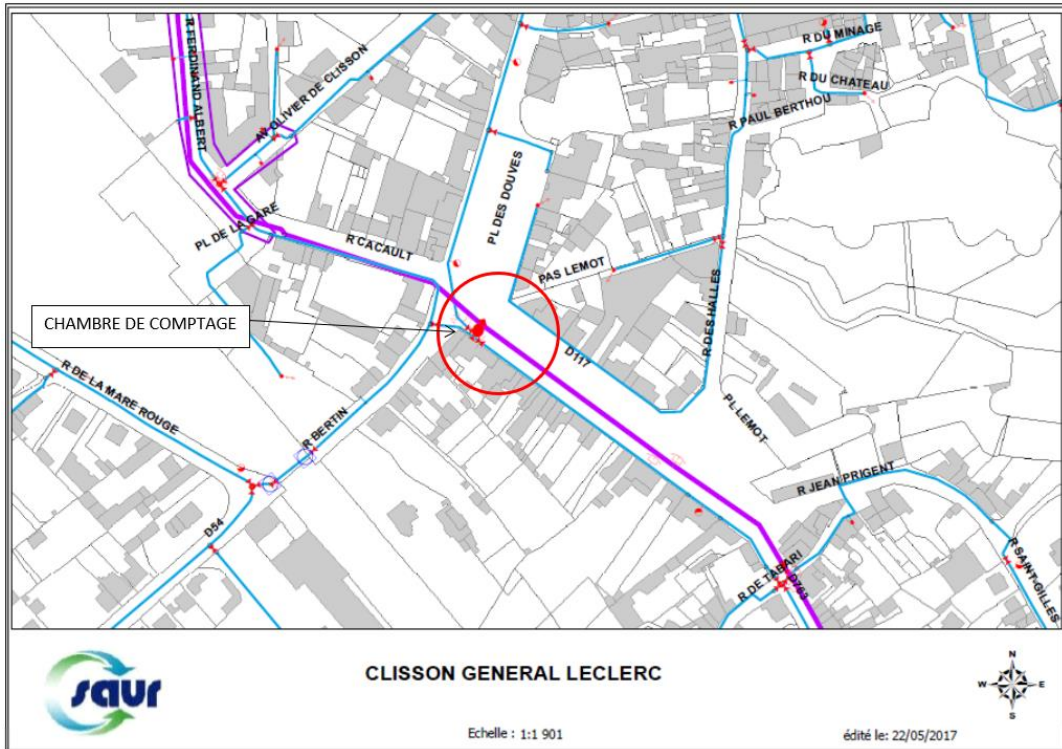 R FERDINAND ALBERT
AV OLIVIER DE CLISSON
R DU MINAGE
R DU CHATEAU
R PAUL BERTHOU
PL DES DOUVES
PL DE LA GARE
R CACAULT
PAS LEMOT
R DES HALLES
CHAMBRE DE COMPTAGE
D117
R DE LA MARE ROUGE
R BERTIN
PL LEMOT
R JEAN PRIGENT
D54
R DE TABARI
D763
R SAINT-GILLES
saur
CLISSON GENERAL LECLERC
N
W
E
S
Echelle : 1:1 901
édité le: 22/05/2017